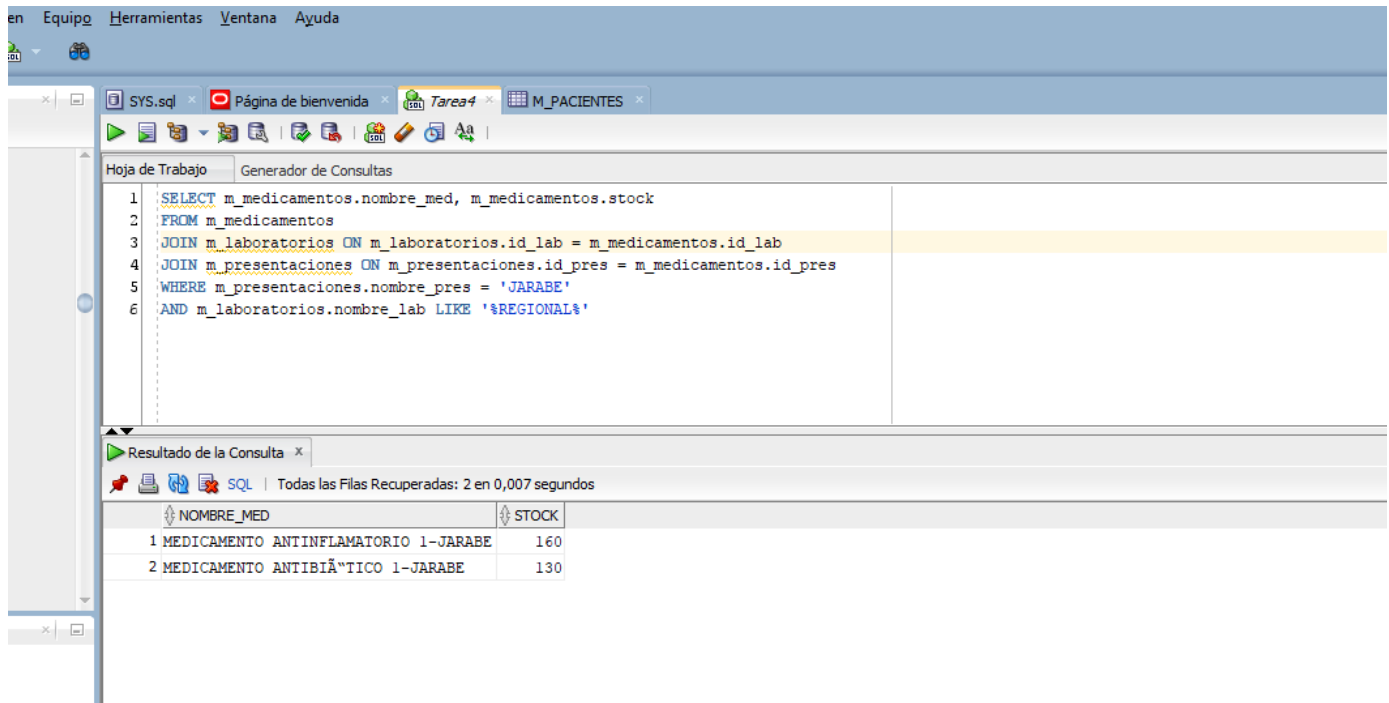 en Equipo Herramientas Ventana Ayuda
SQL
SYS.sql Página de bienvenida SQL Tarea4 M_PACIENTES
SQL Aa
Hoja de Trabajo Generador de Consultas
1 SELECT m_medicamentos.nombre_med, m_medicamentos.stock
2 FROM m_medicamentos
3 JOIN m_laboratorios ON m_laboratorios.id_lab = m_medicamentos.id_lab
4 JOIN m_presentaciones ON m_presentaciones.id_pres = m_medicamentos.id_pres
5 WHERE m_presentaciones.nombre_pres = 'JARABE'
6 AND m_laboratorios.nombre_lab LIKE '%REGIONAL%'
Resultado de la Consulta x
SQL | Todas las Filas Recuperadas: 2 en 0,007 segundos
NOMBRE_MED STOCK
1 MEDICAMENTO ANTINFLAMATORIO 1-JARABE 160
2 MEDICAMENTO ANTIBIÃ“TICO 1-JARABE 130